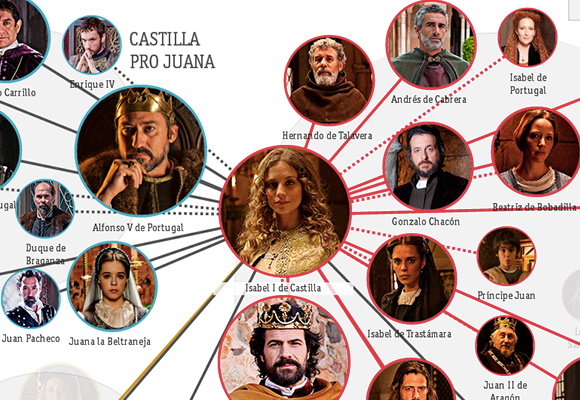 CASTILLA
PRO JUANA
Carrillo
Enrique IV
Isabel de
Portugal
Andrés de Cabrera
Hernando de Talavera
Alfonso V de Portugal
Gonzalo Chacón
Beatriz de Bobadilla
Duque de
Braganza
Isabel I de Castilla
Príncipe Juan
Juan Pacheco
Juana la Beltraneja
Isabel de Trastámara
Juan II de
Aragón